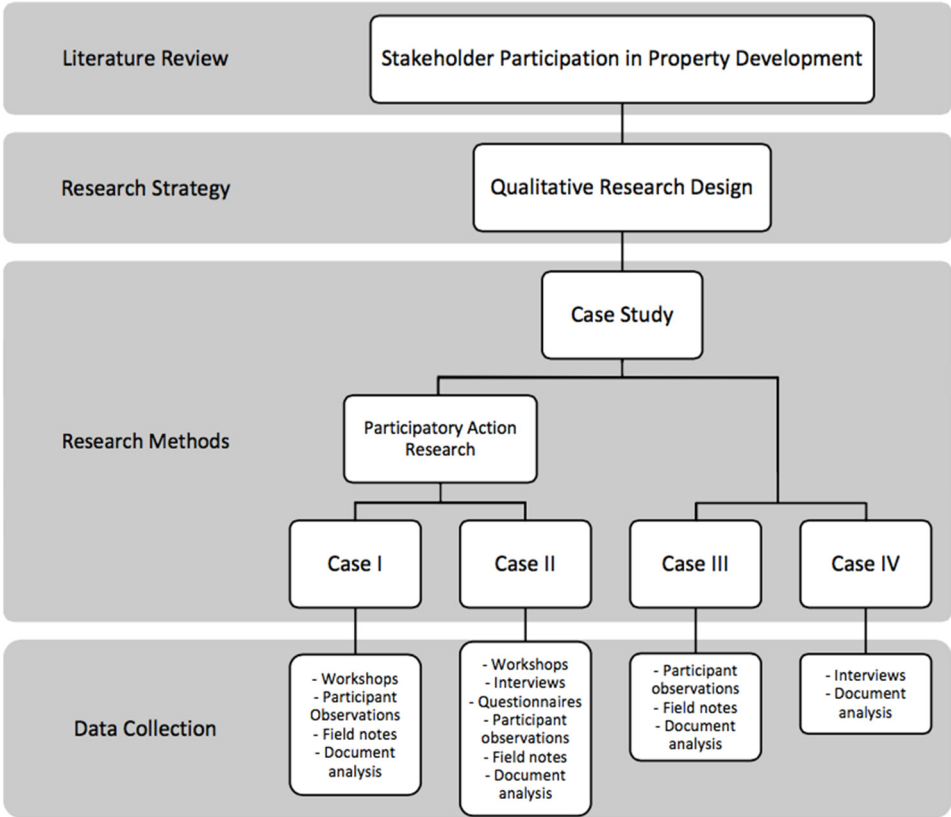 Literature Review
Stakeholder Participation in Property Development
Research Strategy
Qualitative Research Design
Research Methods
Case Study
Participatory Action
Research
Case I
Case II
Case III
Case IV
Data Collection
- Workshops
- Participant
Observations
- Field notes
- Document
analysis
- Workshops
- Interviews
- Questionnaires
- Participant
observations
- Field notes
- Document
analysis
- Participant
observations
- Field notes
- Document
analysis
- Interviews
- Document
analysis